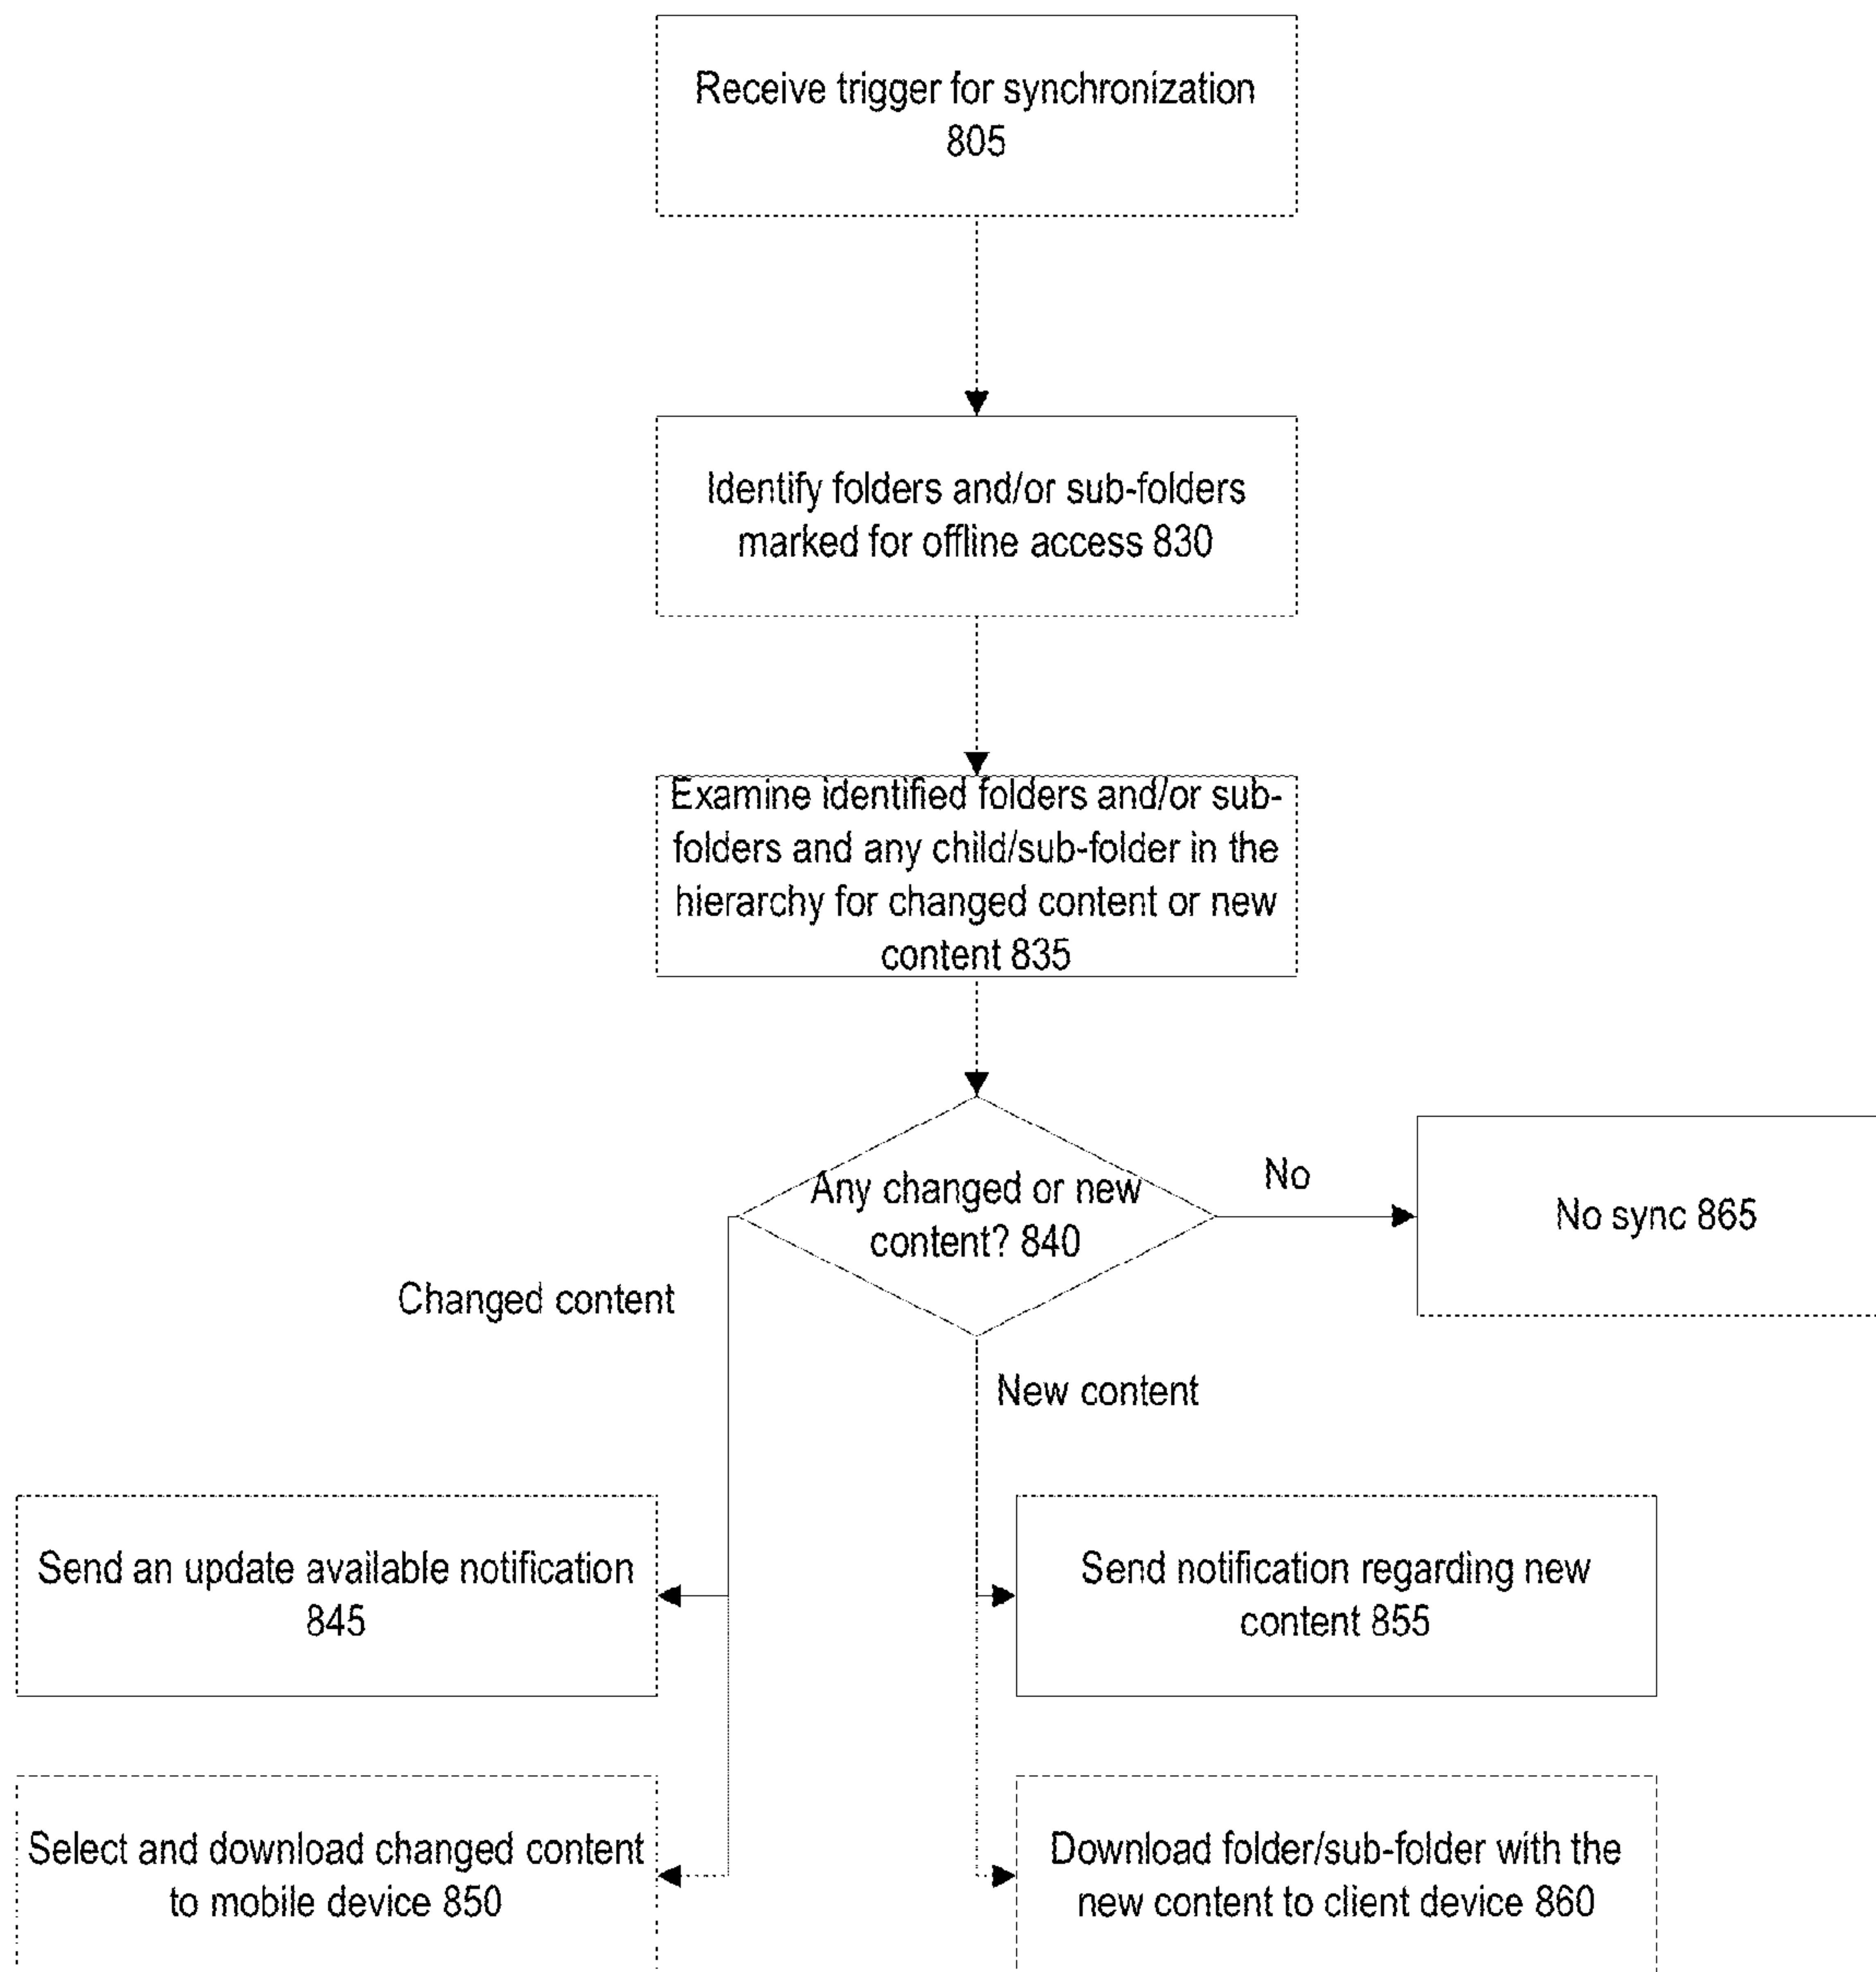 Receive trigger for synchronization
805
Identify folders and/or sub-folders
marked for offline access 830
Examine identified folders and/or sub-
folders and any child/sub-folder in the
hierarchy for changed content or new
content 835
Any changed or new
content? 840
No
No sync 865
Changed content
New content
Send an update available notification
845
Send notification regarding new
content 855
Select and download changed content
to mobile device 850
Download folder/sub-folder with the
new content to client device 860